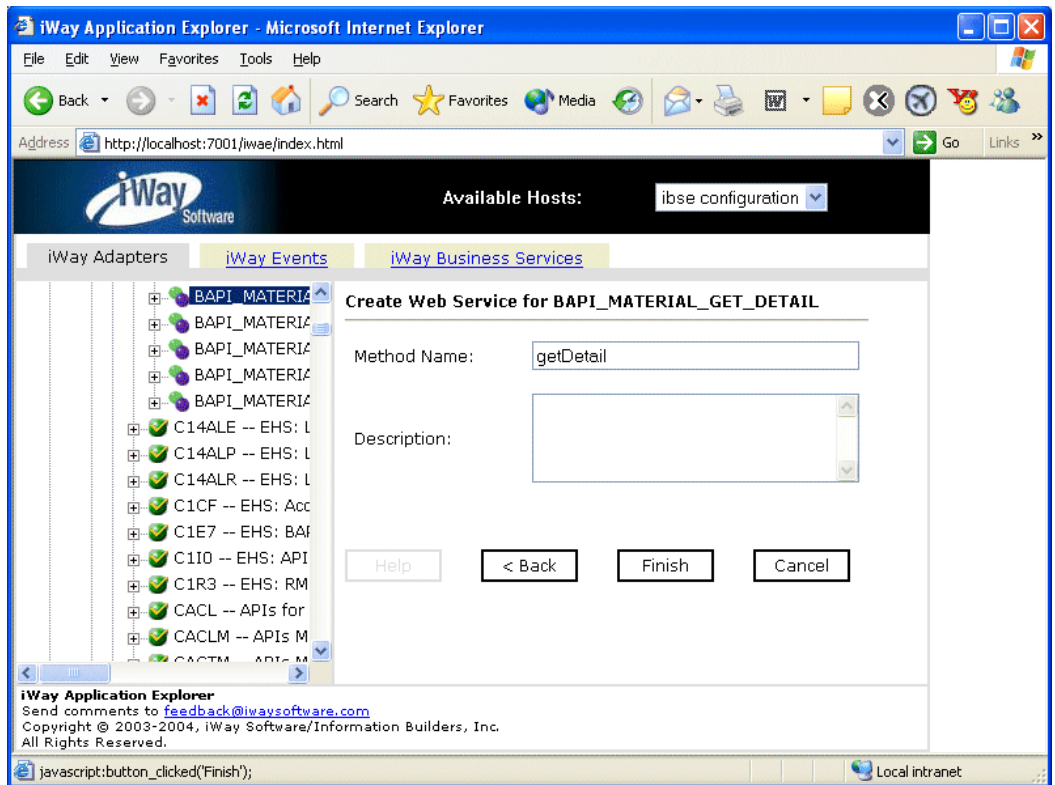 iWay Application Explorer - Microsoft Internet Explorer
File Edit View Favorites Tools Help
Back Search Favorites Media W
Address http://localhost:7001/iwae/index.html Go Links »
iWay Software Available Hosts: ibse configuration
iWay Adapters iWay Events iWay Business Services
BAPI_MATERIA
BAPI_MATERIA
BAPI_MATERIA
BAPI_MATERIA
BAPI_MATERIA
C14ALE -- EHS: L
C14ALP -- EHS: L
C14ALR -- EHS: L
C1CF -- EHS: Acc
C1E7 -- EHS: BAP
C1I0 -- EHS: API
C1R3 -- EHS: RM
CACL -- APIs for
CACLM -- APIs M
CACTM -- APIs M
Create Web Service for BAPI_MATERIAL_GET_DETAIL
Method Name: getDetail
Description:
Help < Back Finish Cancel
iWay Application Explorer
Send comments to feedback@iwaysoftware.com
Copyright © 2003-2004, iWay Software/Information Builders, Inc.
All Rights Reserved.
javascript:button_clicked('Finish'); Local intranet